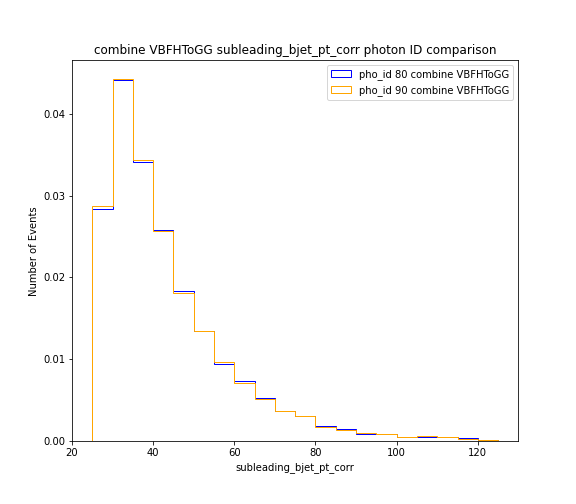 combine VBFHToGG subleading_bjet_pt_corr photon ID comparison
pho_id 80 combine VBFHToGG
pho_id 90 combine VBFHToGG
Number of Events
0.04
0.03
0.02
0.01
0.00
20 40 60 80 100 120
subleading_bjet_pt_corr